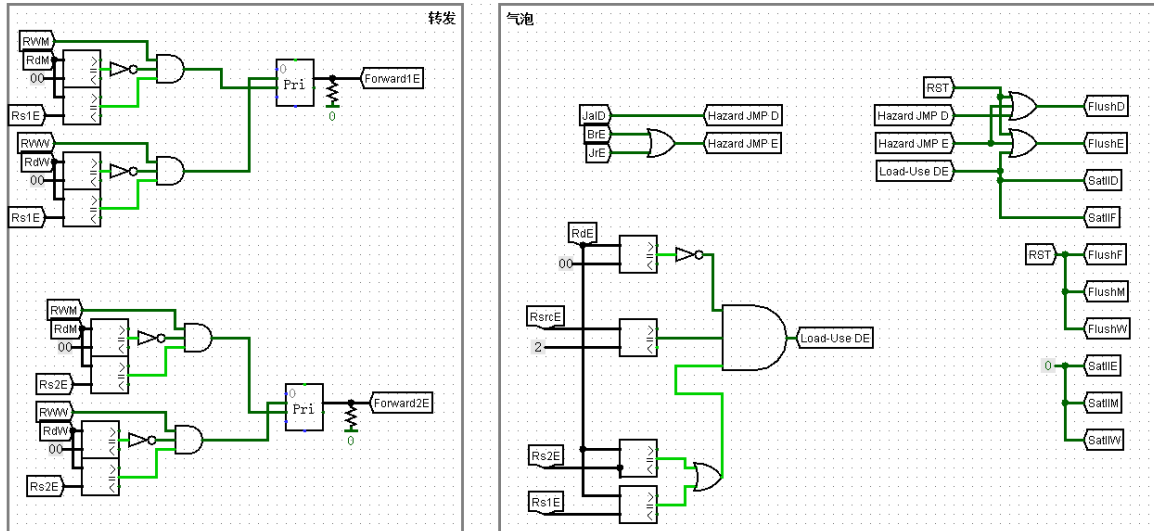 转发
RWM
RdM
00
Rs1E
RWW
RdW
00
Rs1E
0
Pri
Forward1E
0
RWM
RdM
00
Rs2E
RWW
RdW
00
Rs2E
0
Pri
Forward2E
0
气泡
JalD
Hazard JMP D
BrE
JrE
Hazard JMP E
RST
Hazard JMP D
Hazard JMP E
Load-Use DE
FlushD
FlushE
SatllD
SatllF
RdE
00
RsrcE
2
Rs2E
Rs1E
Load-Use DE
RST
FlushF
FlushM
FlushW
0
SatllE
SatllM
SatllW